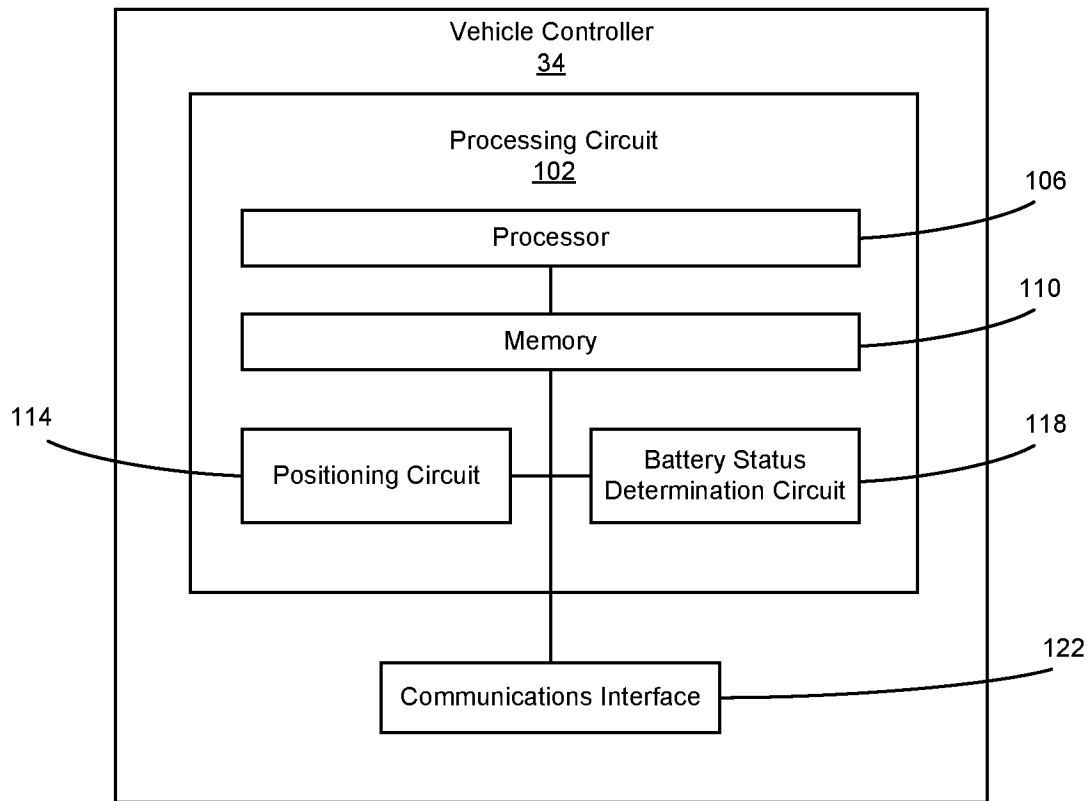 Vehicle Controller
34
Processing Circuit
102
106
Processor
110
Memory
114
118
Positioning Circuit
Battery Status
Determination Circuit
122
Communications Interface